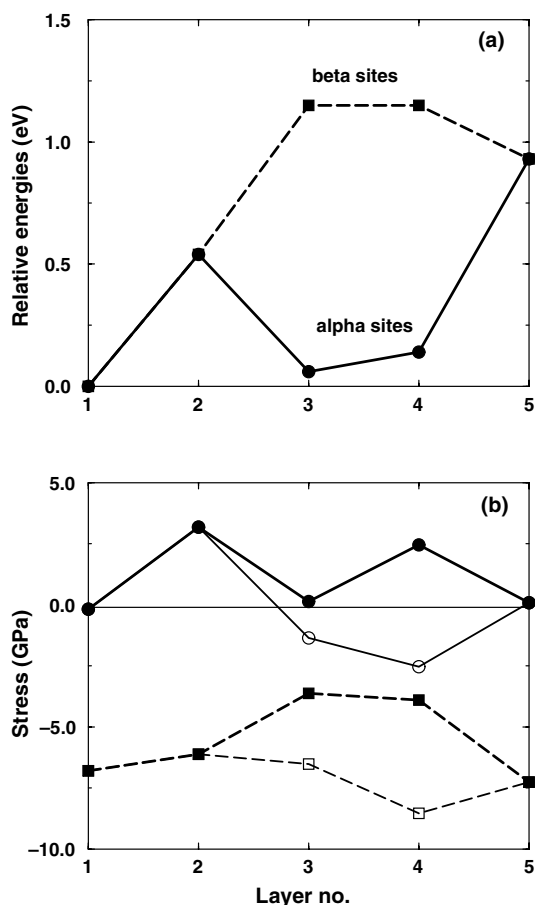 (a)
1.5
beta sites
1.0
Relative energies (eV)
0.5
alpha sites
0.0
1 2 3 4 5
(b)
5.0
0.0
Stress (GPa)
−5.0
−10.0
1 2 3 4 5
Layer no.